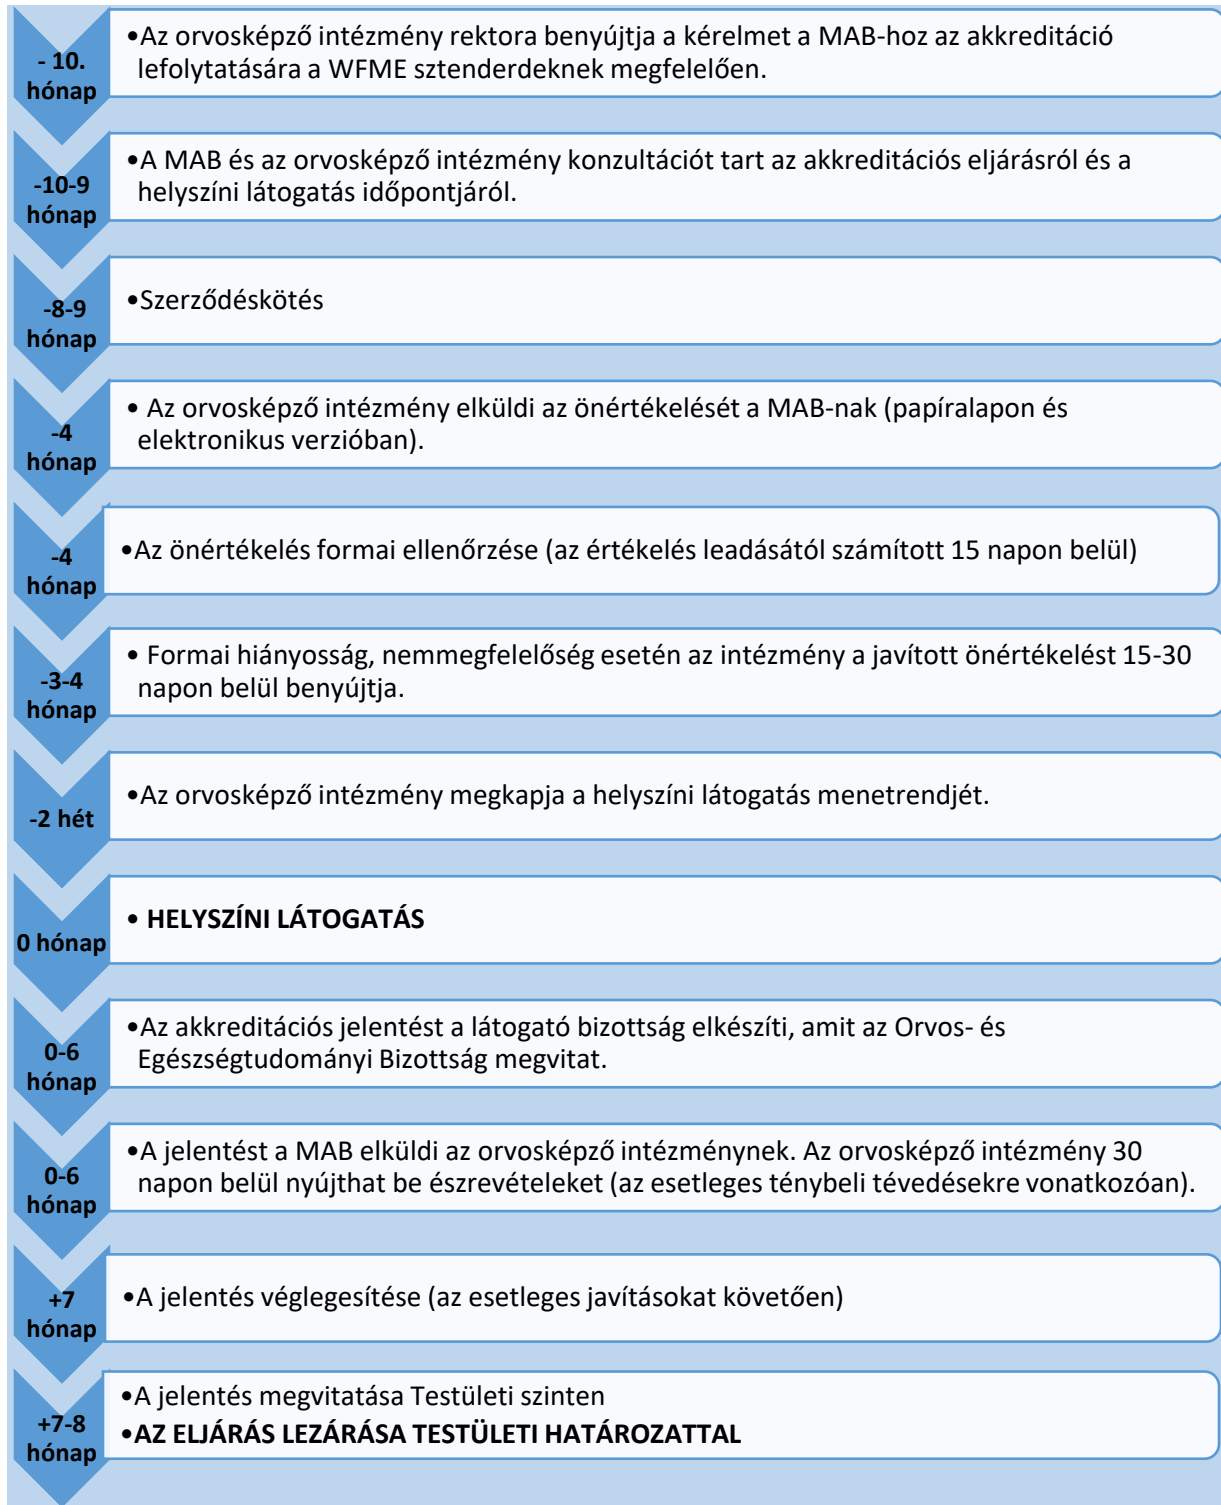 - 10.
hónap
•Az orvosképző intézmény rektora benyújtja a kérelmet a MAB-hoz az akkreditáció
lefolytatására a WFME sztenderdeknek megfelelően.
-10-9
hónap
•A MAB és az orvosképző intézmény konzultációt tart az akkreditációs eljárásról és a
helyszíni látogatás időpontjáról.
-8-9
hónap
•Szerződéskötés
-4
hónap
• Az orvosképző intézmény elküldi az önértékelését a MAB-nak (papíralapon és
elektronikus verzióban).
-4
hónap
•Az önértékelés formai ellenőrzése (az értékelés leadásától számított 15 napon belül)
-3-4
hónap
• Formai hiányosság, nemmegfelelőség esetén az intézmény a javított önértékelést 15-30
napon belül benyújtja.
-2 hét
•Az orvosképző intézmény megkapja a helyszíni látogatás menetrendjét.
0 hónap
• HELYSZÍNI LÁTOGATÁS
0-6
hónap
•Az akkreditációs jelentést a látogató bizottság elkészíti, amit az Orvos- és
Egészségtudományi Bizottság megvitat.
0-6
hónap
•A jelentést a MAB elküldi az orvosképző intézménynek. Az orvosképző intézmény 30
napon belül nyújthat be észrevételeket (az esetleges ténybeli tévedésekre vonatkozóan).
+7
hónap
•A jelentés véglegesítése (az esetleges javításokat követően)
+7-8
hónap
•A jelentés megvitatása Testületi szinten
•AZ ELJÁRÁS LEZÁRÁSA TESTÜLETI HATÁROZATTAL